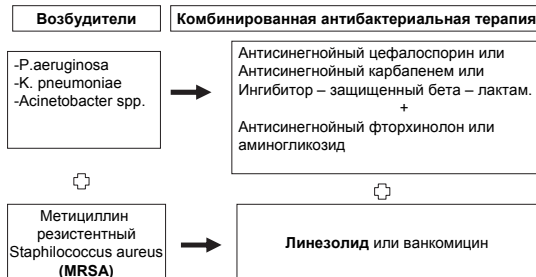 Возбудители
Комбинированная антибактериальная терапия
-P.aeruginosa
-K. pneumoniae
-Acinetobacter spp.
Антисинегнойный цефалоспорин или
Антисинегнойный карбапенем или
Ингибитор – защищенный бета – лактам.
+
Антисинегнойный фторхинолон или
аминогликозид
Метициллин
резистентный
Staphilococcus aureus
(MRSA)
Линезолид или ванкомицин